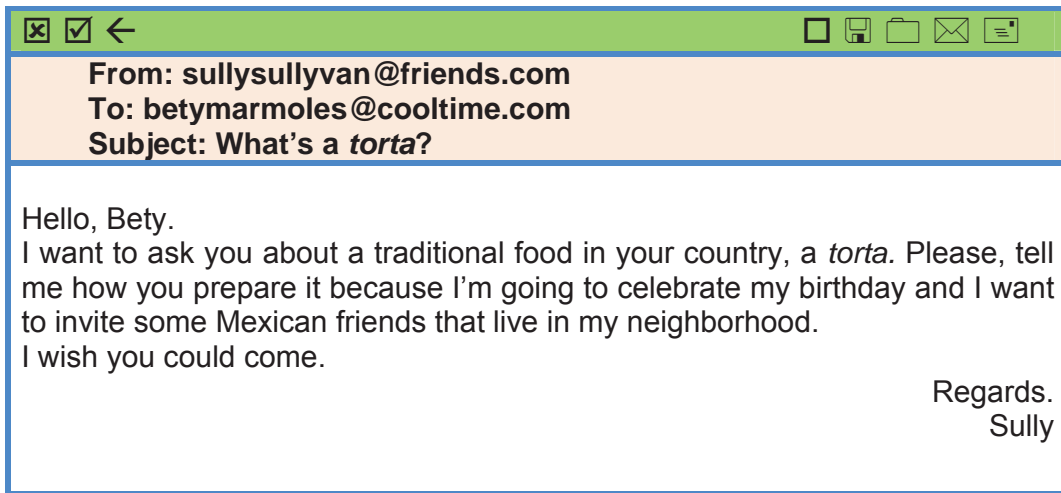 From: sullysullyvan@friends.com
To: betymarmoles@cooltime.com
Subject: What’s a torta?
Hello, Bety.
I want to ask you about a traditional food in your country, a torta. Please, tell
me how you prepare it because I’m going to celebrate my birthday and I want
to invite some Mexican friends that live in my neighborhood.
I wish you could come.
Regards.
Sully